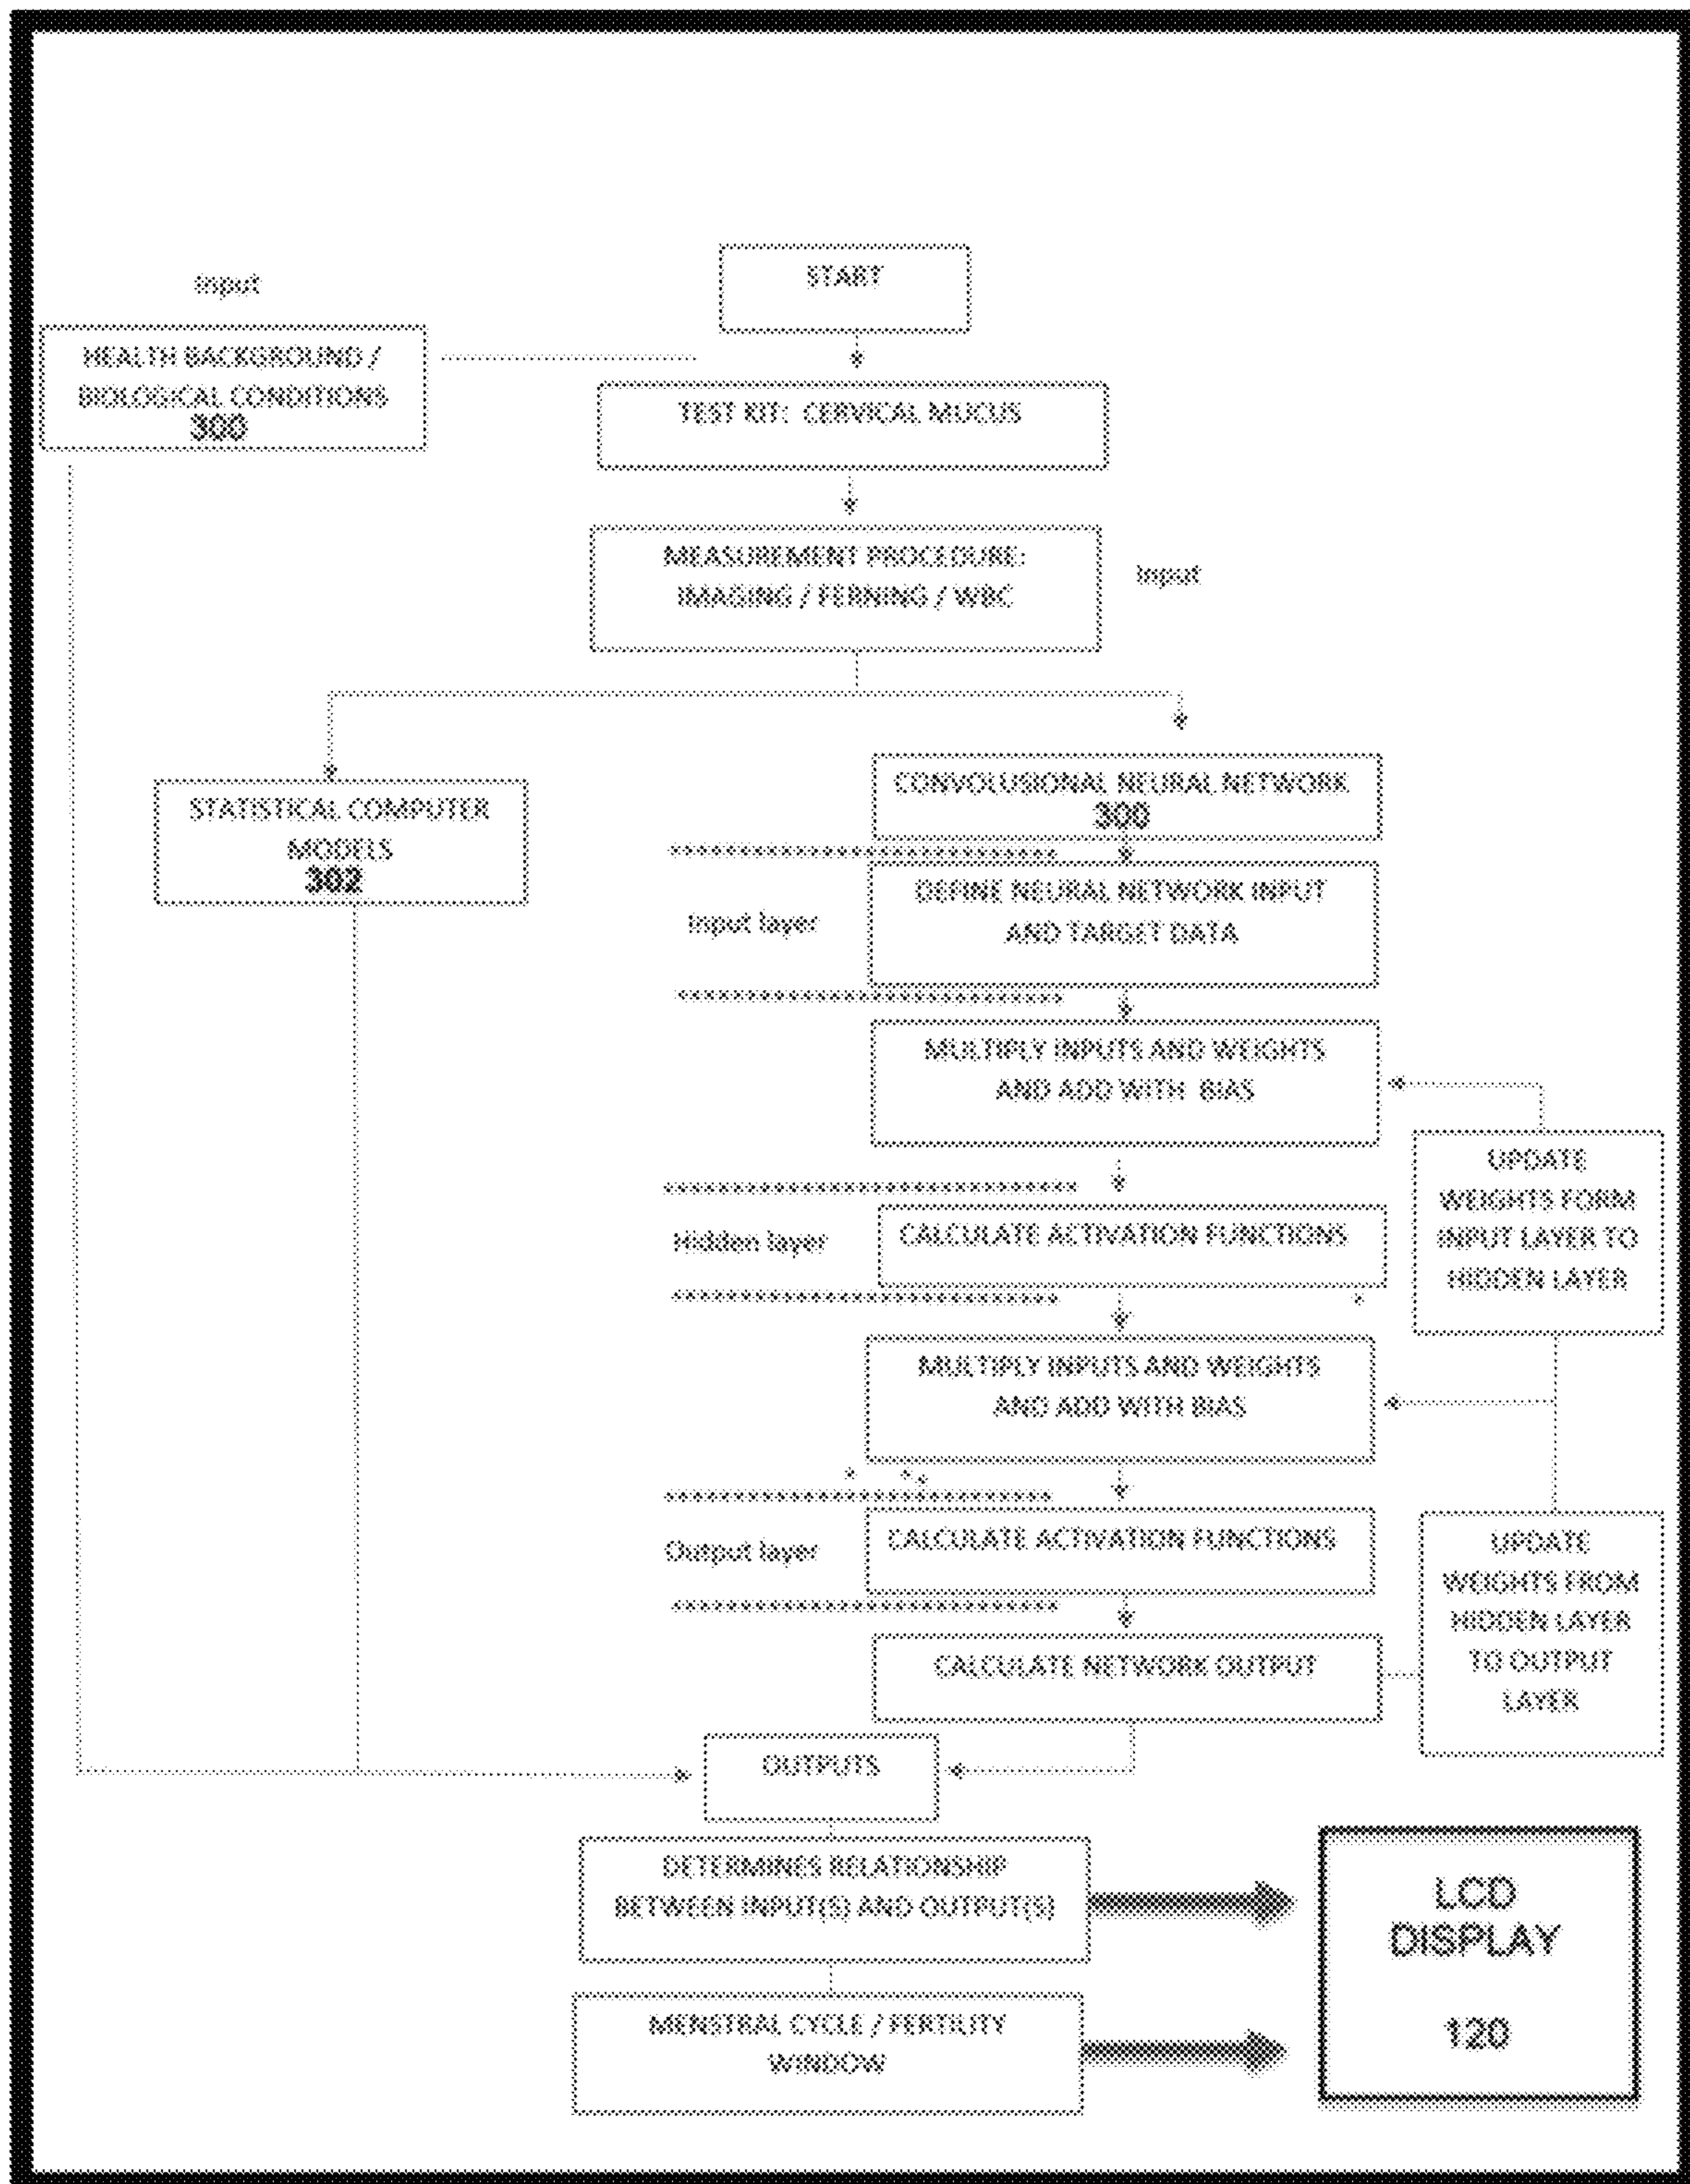 START
Input
HEALTH BACKGROUND /
BIOLOGICAL CONDITIONS
300
TEST KIT: CERVICAL MUCUS
MEASUREMENT PROCEDURE:
IMAGING / FERNING / WBC
Input
STATISTICAL COMPUTER
MODELS
302
CONVOLUSIONAL NEURAL NETWORK
300
Input layer
DEFINE NEURAL NETWORK INPUT
AND TARGET DATA
MULTIPLY INPUTS AND WEIGHTS
AND ADD WITH BIAS
UPDATE
WEIGHTS FORM
INPUT LAYER TO
HIDDEN LAYER
Hidden layer
CALCULATE ACTIVATION FUNCTIONS
MULTIPLY INPUTS AND WEIGHTS
AND ADD WITH BIAS
Output layer
CALCULATE ACTIVATION FUNCTIONS
UPDATE
WEIGHTS FROM
HIDDEN LAYER
TO OUTPUT
LAYER
CALCULATE NETWORK OUTPUT
OUTPUTS
DETERMINES RELATIONSHIP
BETWEEN INPUT(S) AND OUTPUT(S)
MENSTRAL CYCLE / FERTILITY
WINDOW
LCD
DISPLAY
120